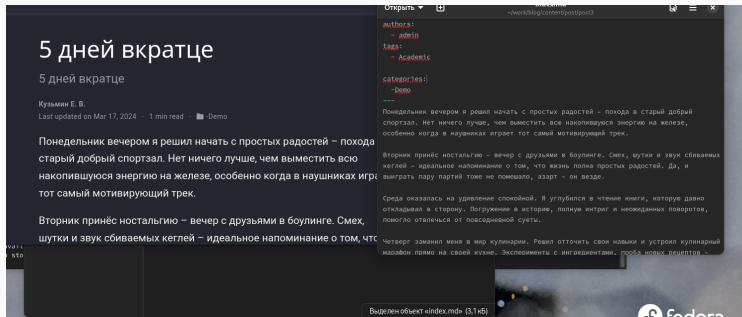 5 дней вкратце
5 дней вкратце
Кузьмин Е. В.
Last updated on Mar 17, 2024 · 1 min read · -Demo
Понедельник вечером я решил начать с простых радостей – похода
старый добрый спортзал. Нет ничего лучше, чем выместить всю
накопившуюся энергию на железе, особенно когда в наушниках игра
тот самый мотивирующий трек.
Вторник принёс ностальгию – вечер с друзьями в боулинге. Смех,
шутки и звук сбиваемых кеглей – идеальное напоминание о том, что
Открыть
~/work/blog/content/post/post3
authors:
- admin
tags:
- Academic
categories:
-Demo
---
Понедельник вечером я решил начать с простых радостей – похода в старый добрый
спортзал. Нет ничего лучше, чем выместить всю накопившуюся энергию на железе,
особенно когда в наушниках играет тот самый мотивирующий трек.
Вторник принёс ностальгию – вечер с друзьями в боулинге. Смех, шутки и звук сбиваемых
кеглей – идеальное напоминание о том, что жизнь полна простых радостей. Да, и
выиграть пару партий тоже не помешало, азарт – он везде.
Среда оказалась на удивление спокойной. Я углубился в чтение книги, которую давно
откладывал в сторону. Погружение в историю, полную интриг и неожиданных поворотов,
помогло отвлечься от повседневной суеты.
Четверг заманил меня в мир кулинарии. Решил отточить свои навыки и устроил кулинарный
марафон прямо на своей кухне. Эксперименты с ингредиентами, проба новых рецептов –
Выделен объект «index.md» (3,1 кБ)
fedora